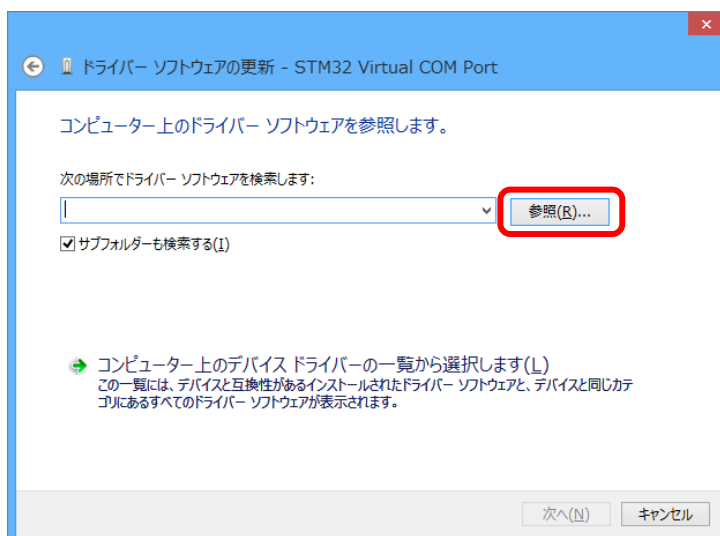 ドライバー ソフトウェアの更新 - STM32 Virtual COM Port
コンピューター上のドライバー ソフトウェアを参照します。
次の場所でドライバー ソフトウェアを検索します:
参照(R)...
サブフォルダーも検索する(I)
コンピューター上のデバイス ドライバーの一覧から選択します(L)
この一覧には、デバイスと互換性があるインストールされたドライバー ソフトウェアと、デバイスと同じカテ
ゴリにあるすべてのドライバー ソフトウェアが表示されます。
次へ(N)
キャンセル